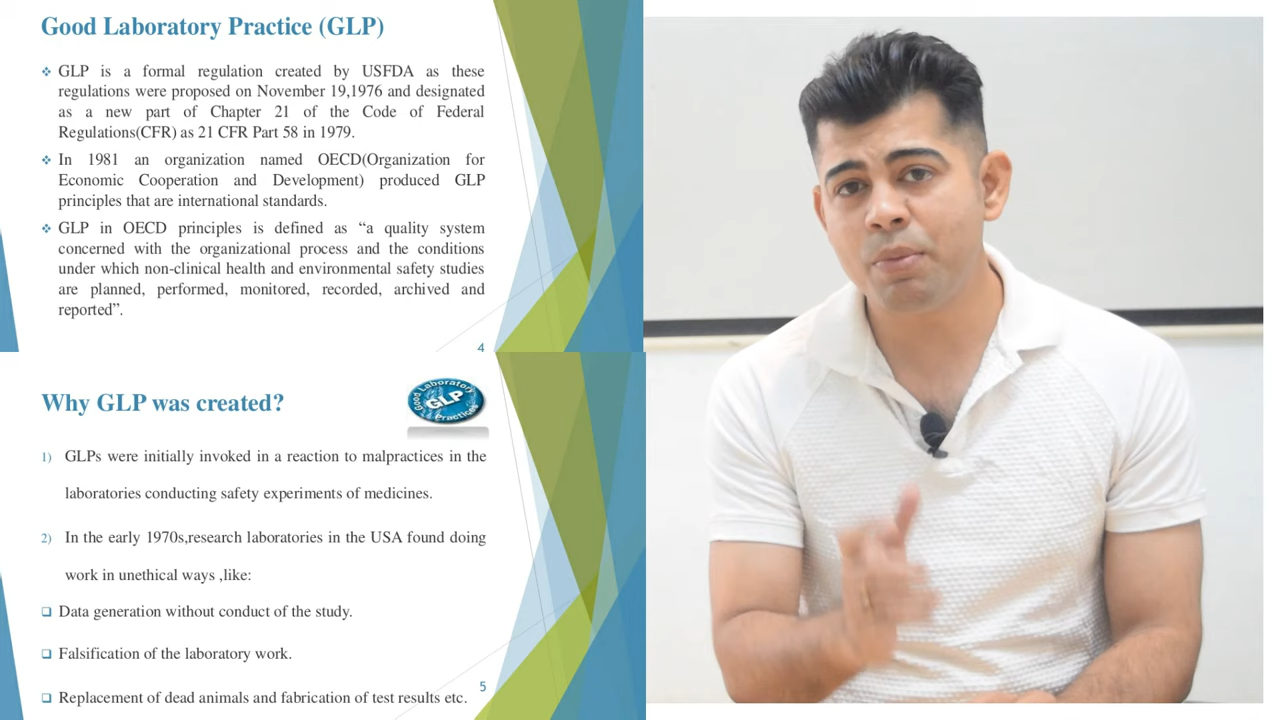 Good Laboratory Practice (GLP)
❖ GLP is a formal regulation created by USFDA as these
regulations were proposed on November 19,1976 and designated
as a new part of Chapter 21 of the Code of Federal
Regulations(CFR) as 21 CFR Part 58 in 1979.
❖ In 1981 an organization named OECD(Organization for
Economic Cooperation and Development) produced GLP
principles that are international standards.
❖ GLP in OECD principles is defined as “a quality system
concerned with the organizational process and the conditions
under which non-clinical health and environmental safety studies
are planned, performed, monitored, recorded, archived and
reported”.
4
Why GLP was created?
Good Laboratory
GLP
Practices
1) GLPs were initially invoked in a reaction to malpractices in the
laboratories conducting safety experiments of medicines.
2) In the early 1970s,research laboratories in the USA found doing
work in unethical ways ,like:
❑ Data generation without conduct of the study.
❑ Falsification of the laboratory work.
5
❑ Replacement of dead animals and fabrication of test results etc.